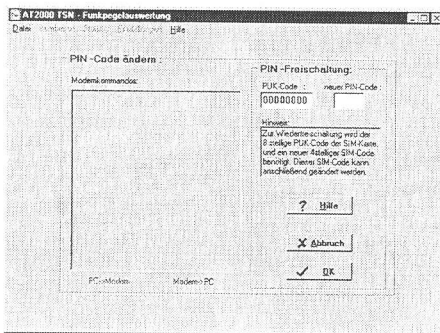 AT2000 TSN - Funkpegelauswertung
Datei Einstellungen Hilfe
PIN-Code ändern :
Modemkommandos:
PIN-Freischaltung:
PUK-Code : neuer PIN-Code :
00000000
Hinweis:
Zur Wiederfreischaltung wird der
8 stellige PUK-Code der SIM-Karte,
und ein neuer 4stelliger SIM-Code
benötigt. Dieser SIM-Code kann
anschließend geändert werden.
? Hilfe
X Abbruch
✓ OK
PC->Modem Modem->PC